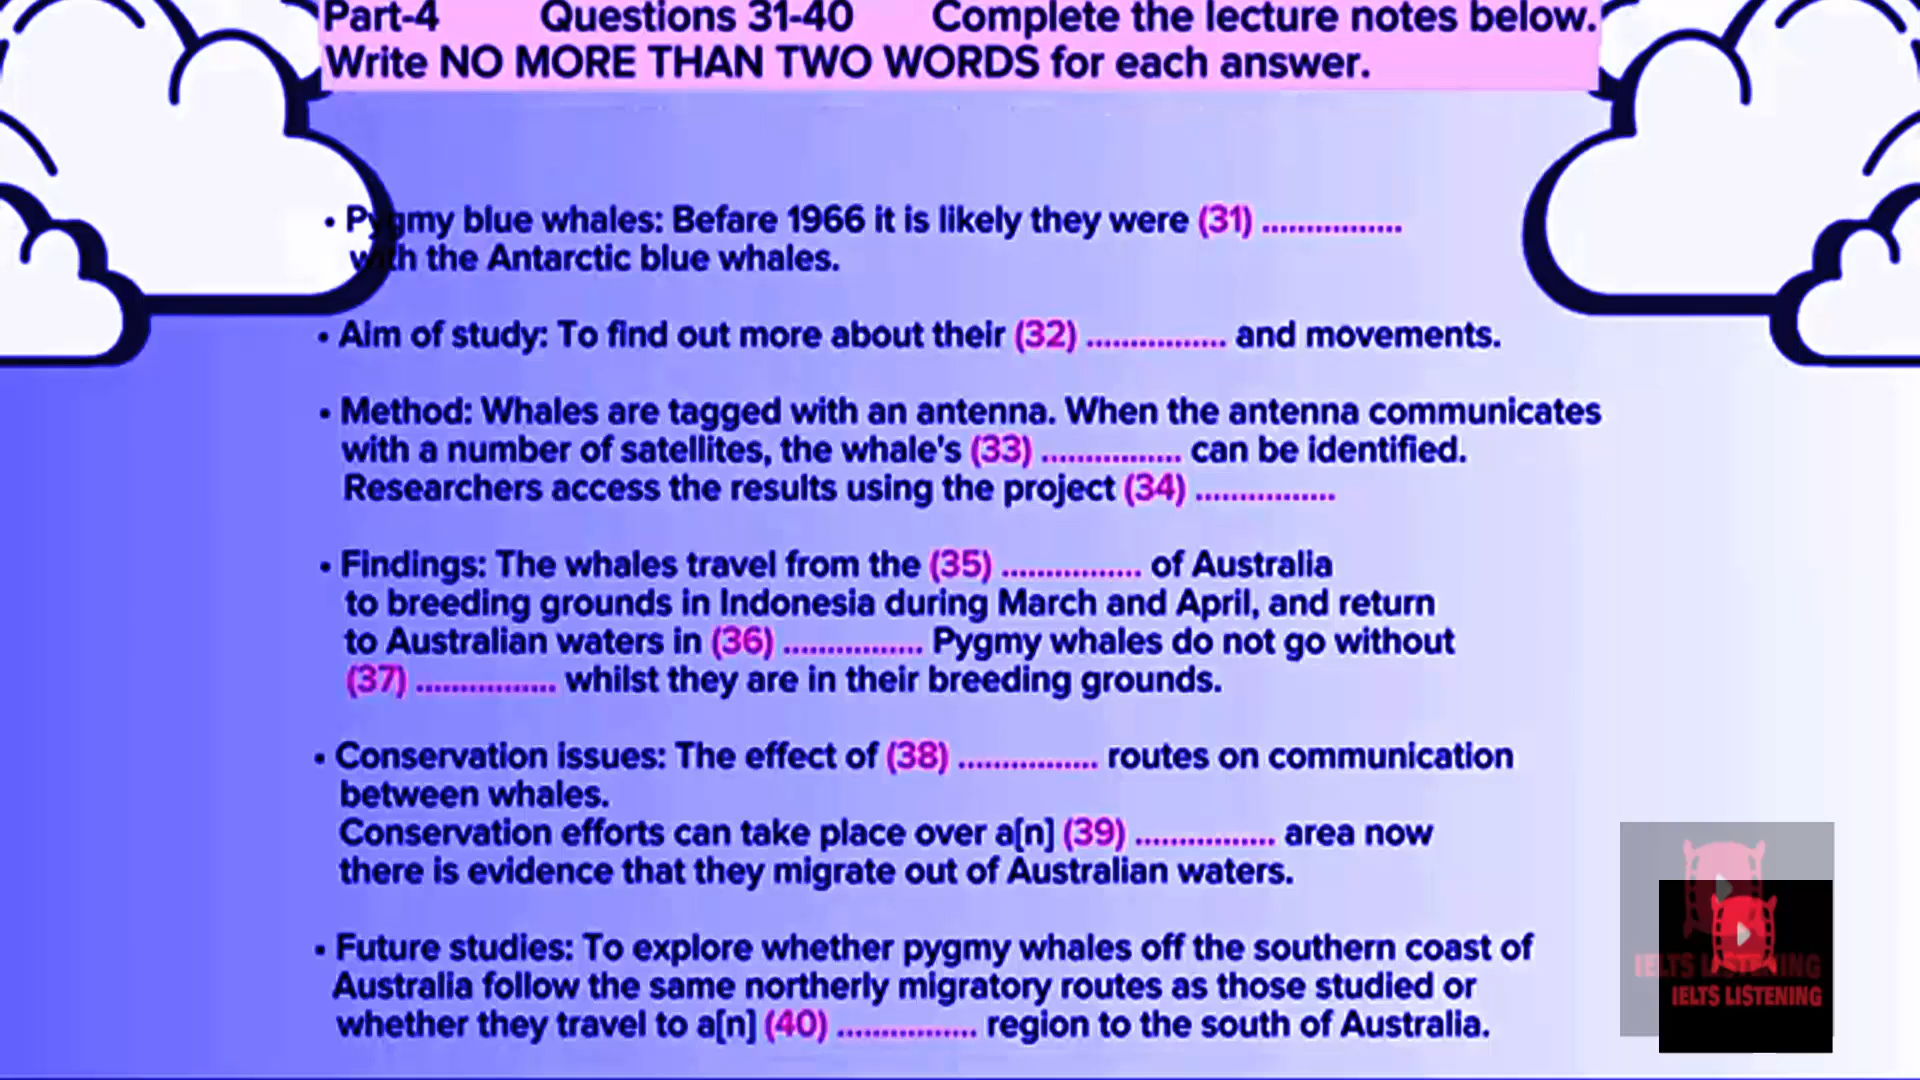 Part-4 Questions 31-40 Complete the lecture notes below.
Write NO MORE THAN TWO WORDS for each answer.
• Pygmy blue whales: Befare 1966 it is likely they were (31) ................
with the Antarctic blue whales.
• Aim of study: To find out more about their (32) ................ and movements.
• Method: Whales are tagged with an antenna. When the antenna communicates
with a number of satellites, the whale's (33) ................ can be identified.
Researchers access the results using the project (34) ................
• Findings: The whales travel from the (35) ................ of Australia
to breeding grounds in Indonesia during March and April, and return
to Australian waters in (36) ................ Pygmy whales do not go without
(37) ................ whilst they are in their breeding grounds.
• Conservation issues: The effect of (38) ................ routes on communication
between whales.
Conservation efforts can take place over a[n] (39) ................ area now
there is evidence that they migrate out of Australian waters.
• Future studies: To explore whether pygmy whales off the southern coast of
Australia follow the same northerly migratory routes as those studied or
whether they travel to a[n] (40) ................ region to the south of Australia.
IELTS LISTENING
IELTS LISTENING